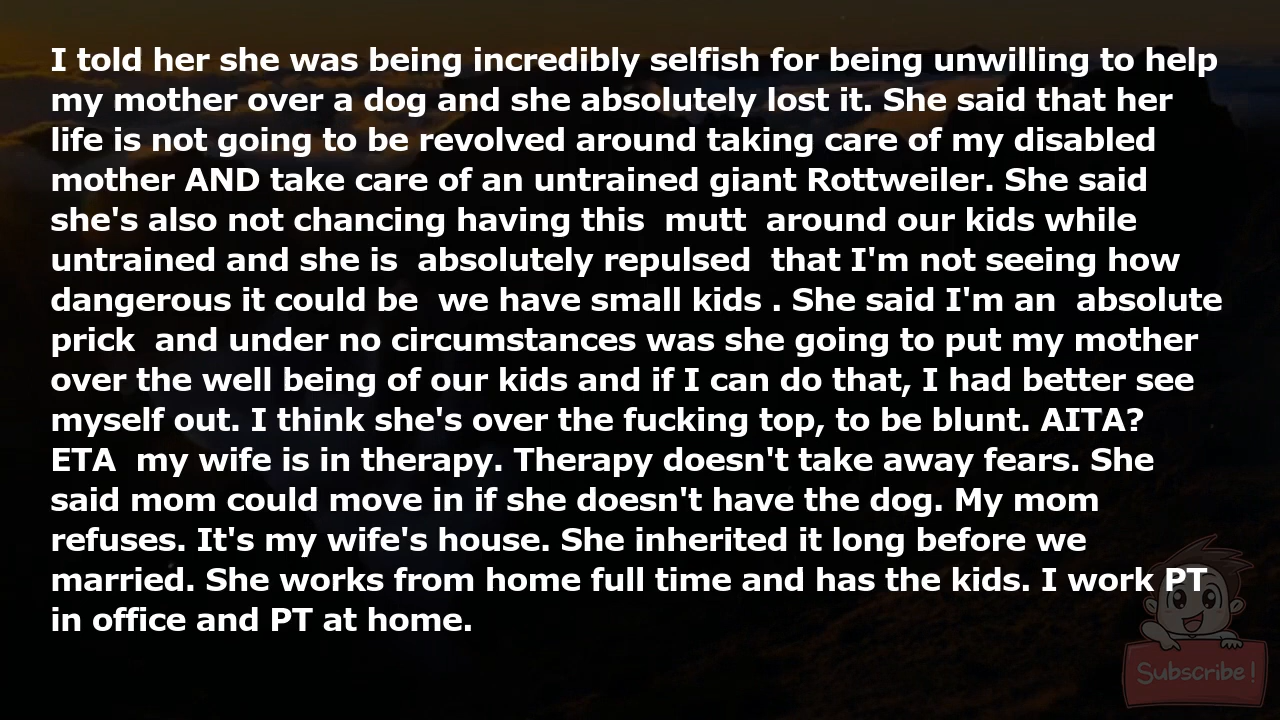 I told her she was being incredibly selfish for being unwilling to help
my mother over a dog and she absolutely lost it. She said that her
life is not going to be revolved around taking care of my disabled
mother AND take care of an untrained giant Rottweiler. She said
she's also not chancing having this  mutt  around our kids while
untrained and she is  absolutely repulsed  that I'm not seeing how
dangerous it could be  we have small kids . She said I'm an  absolute
prick  and under no circumstances was she going to put my mother
over the well being of our kids and if I can do that, I had better see
myself out. I think she's over the fucking top, to be blunt. AITA?
ETA  my wife is in therapy. Therapy doesn't take away fears. She
said mom could move in if she doesn't have the dog. My mom
refuses. It's my wife's house. She inherited it long before we
married. She works from home full time and has the kids. I work PT
in office and PT at home.
Subscribe!